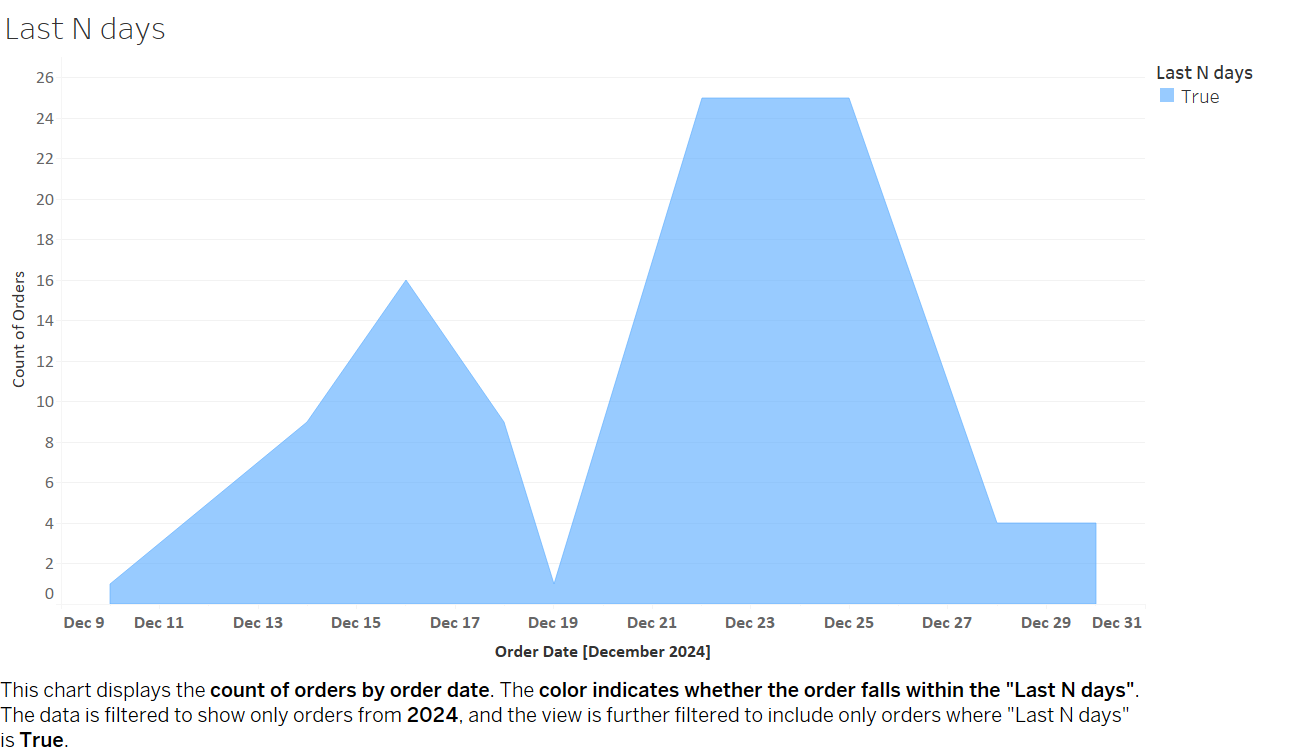 Last N days
Last N days
True
26
24
22
20
18
16
14
12
10
8
6
4
2
0
Count of Orders
Dec 9 Dec 11 Dec 13 Dec 15 Dec 17 Dec 19 Dec 21 Dec 23 Dec 25 Dec 27 Dec 29 Dec 31
Order Date [December 2024]
This chart displays the count of orders by order date. The color indicates whether the order falls within the "Last N days".
The data is filtered to show only orders from 2024, and the view is further filtered to include only orders where "Last N days"
is True.